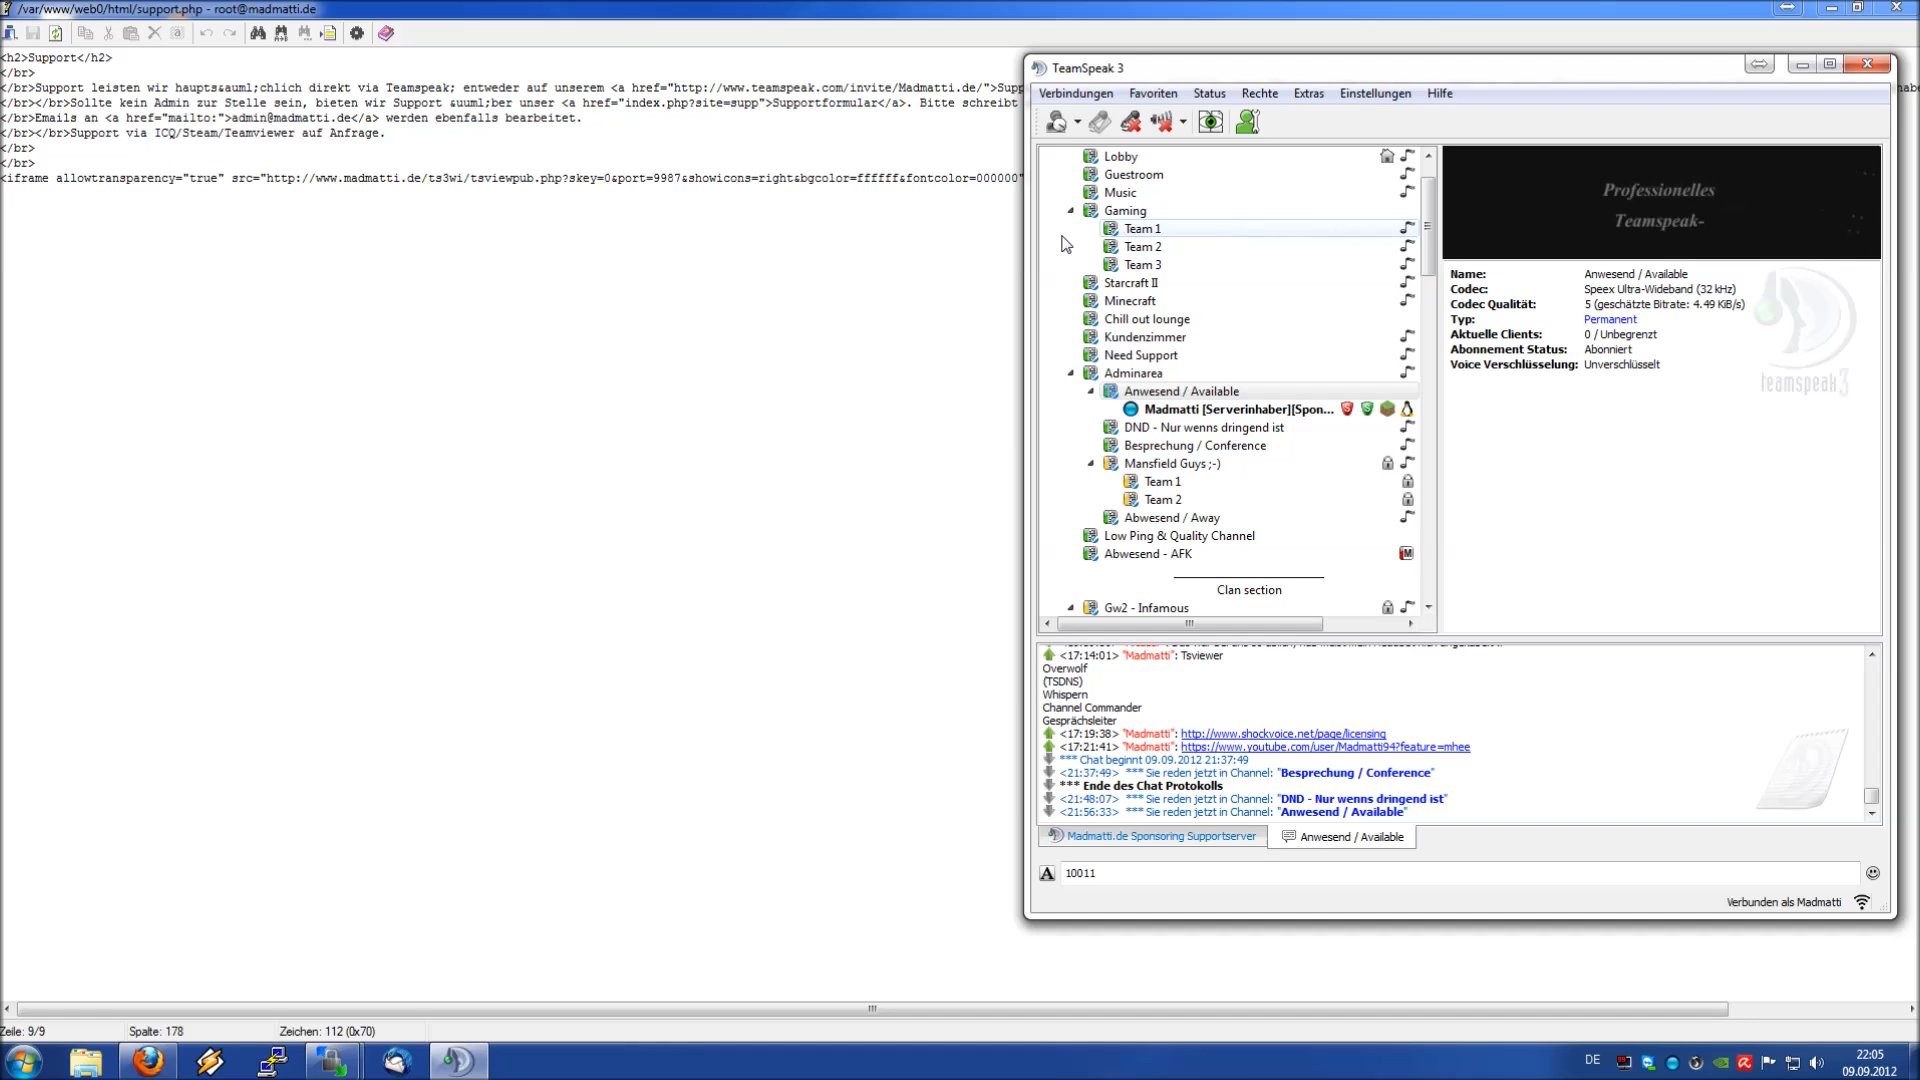 /var/www/web0/html/support.php - root@madmatti.de
<h2>Support</h2>
</br>
</br>Support leisten wir haupts&auml;chlich direkt via Teamspeak; entweder auf unserem <a href="http://www.teamspeak.com/invite/Madmatti.de/">Sup
</br></br>Sollte kein Admin zur Stelle sein, bieten wir Support &uuml;ber unser <a href="index.php?site=supp">Supportformular</a>. Bitte schreibt
</br>Emails an <a href="mailto:">admin@madmatti.de</a> werden ebenfalls bearbeitet.
</br></br>Support via ICQ/Steam/Teamviewer auf Anfrage.
</br>
</br>
<iframe allowtransparency="true" src="http://www.madmatti.de/ts3wi/tsviewpub.php?skey=0&port=9987&showicons=right&bgcolor=ffffff&fontcolor=000000"
TeamSpeak 3
Verbindungen Favoriten Status Rechte Extras Einstellungen Hilfe
Lobby
Guestroom
Music
Gaming
Team 1
Team 2
Team 3
Starcraft II
Minecraft
Chill out lounge
Kundenzimmer
Need Support
Adminarea
Anwesend / Available
Madmatti [Serverinhaber][Spon...
DND - Nur wenns dringend ist
Besprechung / Conference
Mansfield Guys ;-)
Team 1
Team 2
Abwesend / Away
Low Ping & Quality Channel
Abwesend - AFK
Clan section
Gw2 - Infamous
Professionelles
Teamspeak-
Name: Anwesend / Available
Codec: Speex Ultra-Wideband (32 kHz)
Codec Qualität: 5 (geschätzte Bitrate: 4.49 KiB/s)
Typ: Permanent
Aktuelle Clients: 0 / Unbegrenzt
Abonnement Status: Abonniert
Voice Verschlüsselung: Unverschlüsselt
teamspeak3
<17:14:01> "Madmatti": Tsviewer
Overwolf
(TSDNS)
Whispern
Channel Commander
Gesprächsleiter
<17:19:38> "Madmatti": http://www.shockvoice.net/page/licensing
<17:21:41> "Madmatti": https://www.youtube.com/user/Madmatti94?feature=mhee
*** Chat beginnt 09.09.2012 21:37:49
<21:37:49> *** Sie reden jetzt in Channel: "Besprechung / Conference"
*** Ende des Chat Protokolls
<21:48:07> *** Sie reden jetzt in Channel: "DND - Nur wenns dringend ist"
<21:56:33> *** Sie reden jetzt in Channel: "Anwesend / Available"
Madmatti.de Sponsoring Supportserver
Anwesend / Available
10011
Verbunden als Madmatti
Zeile: 9/9 Spalte: 178 Zeichen: 112 (0x70)
DE
22:05
09.09.2012